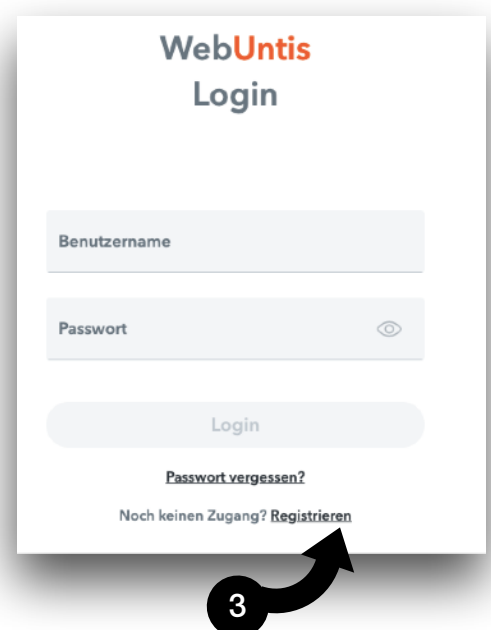 WebUntis
Login
Benutzername
Passwort
Login
Passwort vergessen?
Noch keinen Zugang? Registrieren
3